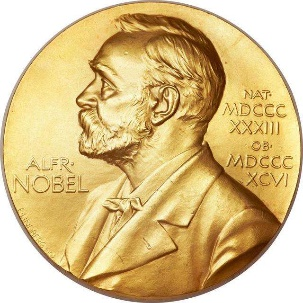 ALFR·
NOBEL
NAT·
MDCCC
XXXIII
OB·
MDCCC
XCVI